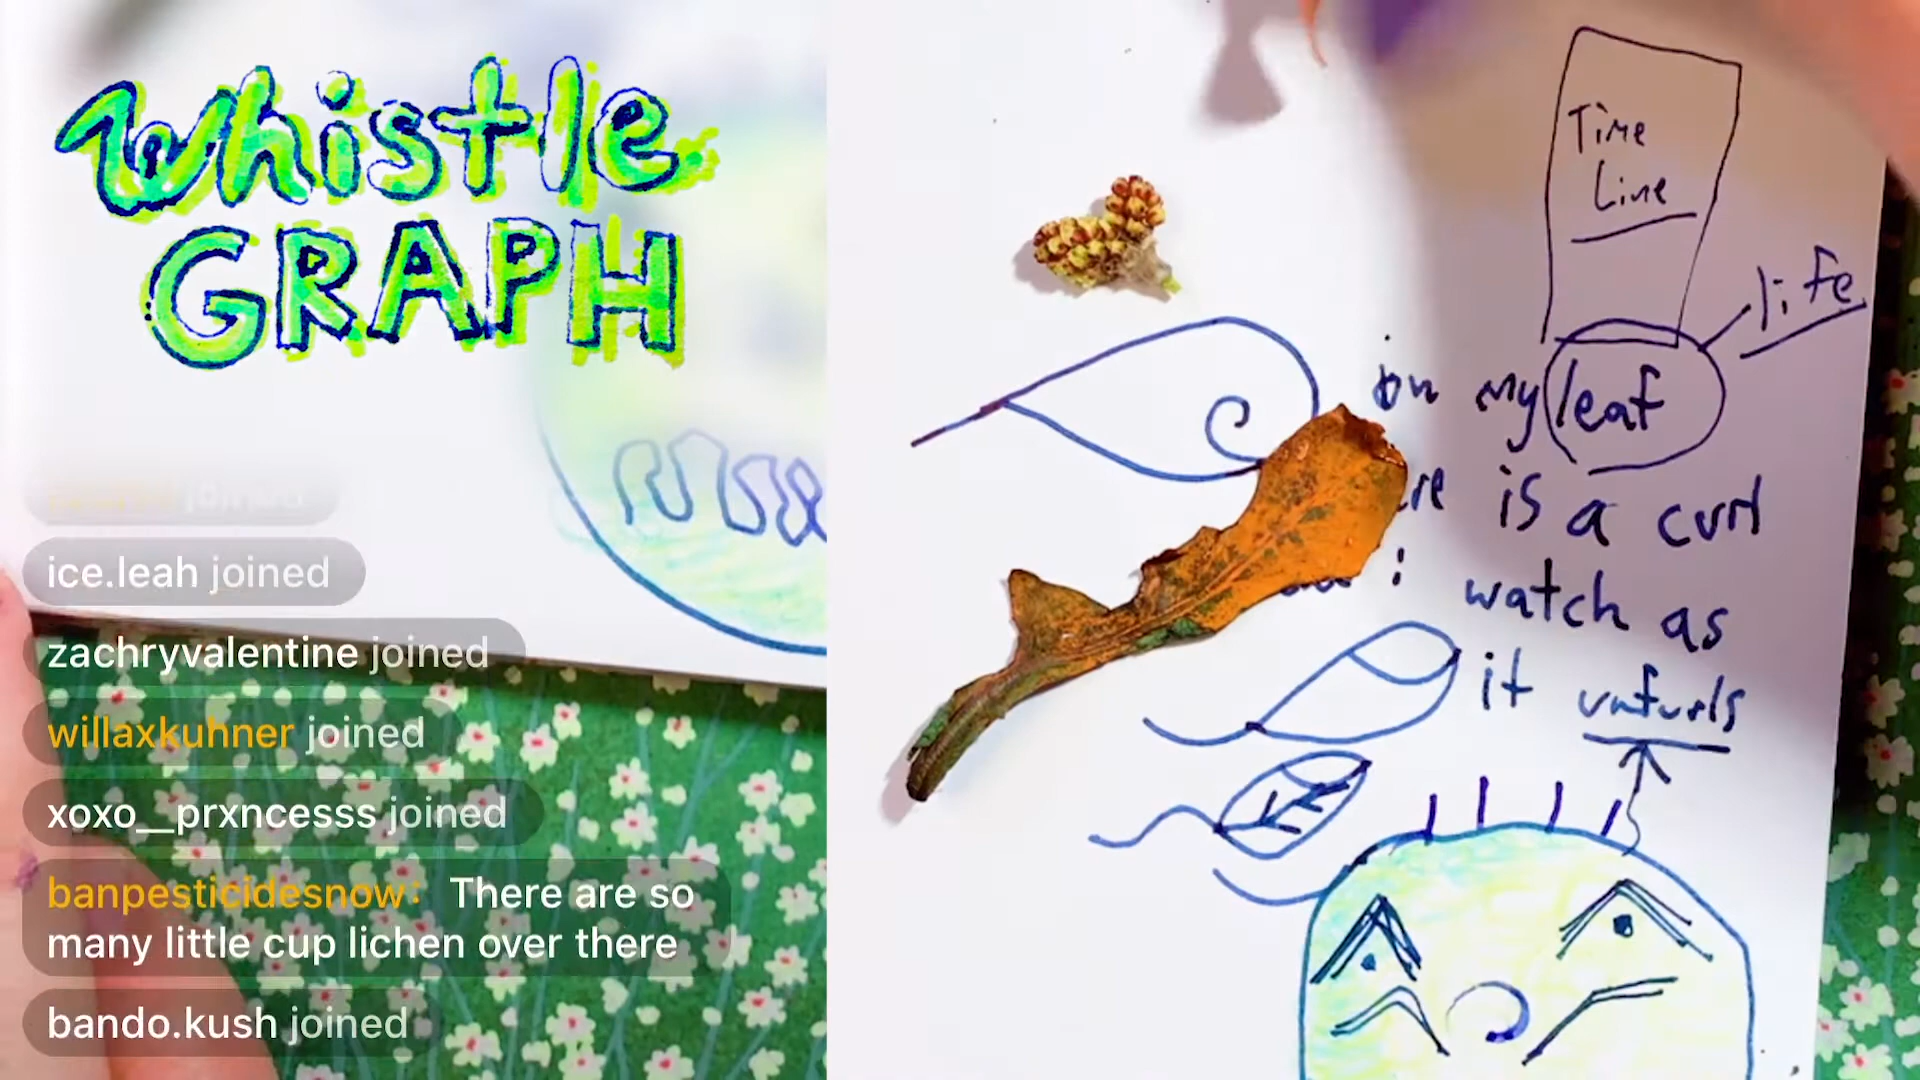 Whistle
GRAPH
joined
ice.leah joined
zachryvalentine joined
willaxkuhner joined
xoxo__prxncesss joined
banpesticidesnow: There are so
many little cup lichen over there
bando.kush joined
Time
Line
life
on my leaf
is a curl
: watch as
it unfurls